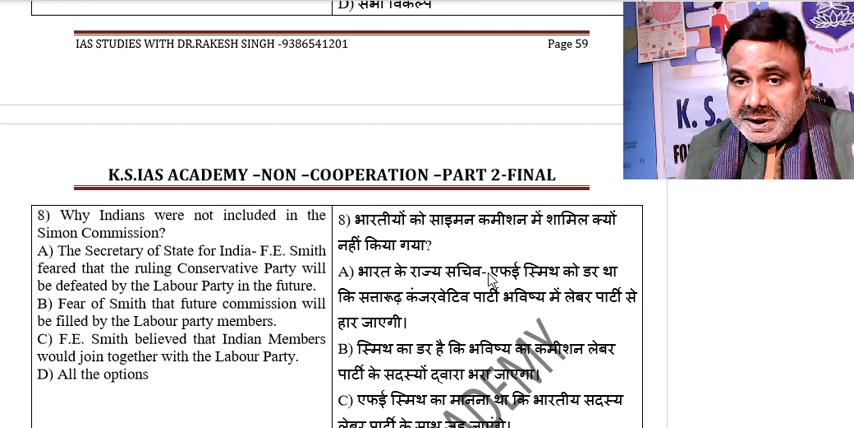 D) सभी विकल्प
IAS STUDIES WITH DR.RAKESH SINGH -9386541201
Page 59
K.S.
FO
K.S.IAS ACADEMY –NON –COOPERATION –PART 2-FINAL
8) Why Indians were not included in the
Simon Commission?
A) The Secretary of State for India- F.E. Smith
feared that the ruling Conservative Party will
be defeated by the Labour Party in the future.
B) Fear of Smith that future commission will
be filled by the Labour party members.
C) F.E. Smith believed that Indian Members
would join together with the Labour Party.
D) All the options
8) भारतीयों को साइमन कमीशन में शामिल क्यों
नहीं किया गया?
A) भारत के राज्य सचिव- एफई स्मिथ को डर था
कि सत्तारूढ़ कंजरवेटिव पार्टी भविष्य में लेबर पार्टी से
हार जाएगी।
B) स्मिथ का डर है कि भविष्य का कमीशन लेबर
पार्टी के सदस्यों द्वारा भरा जाएगा।
C) एफई स्मिथ का मानना था कि भारतीय सदस्य
लेबर पार्टी के साथ जुड़ जाएंगे।
ADEMY